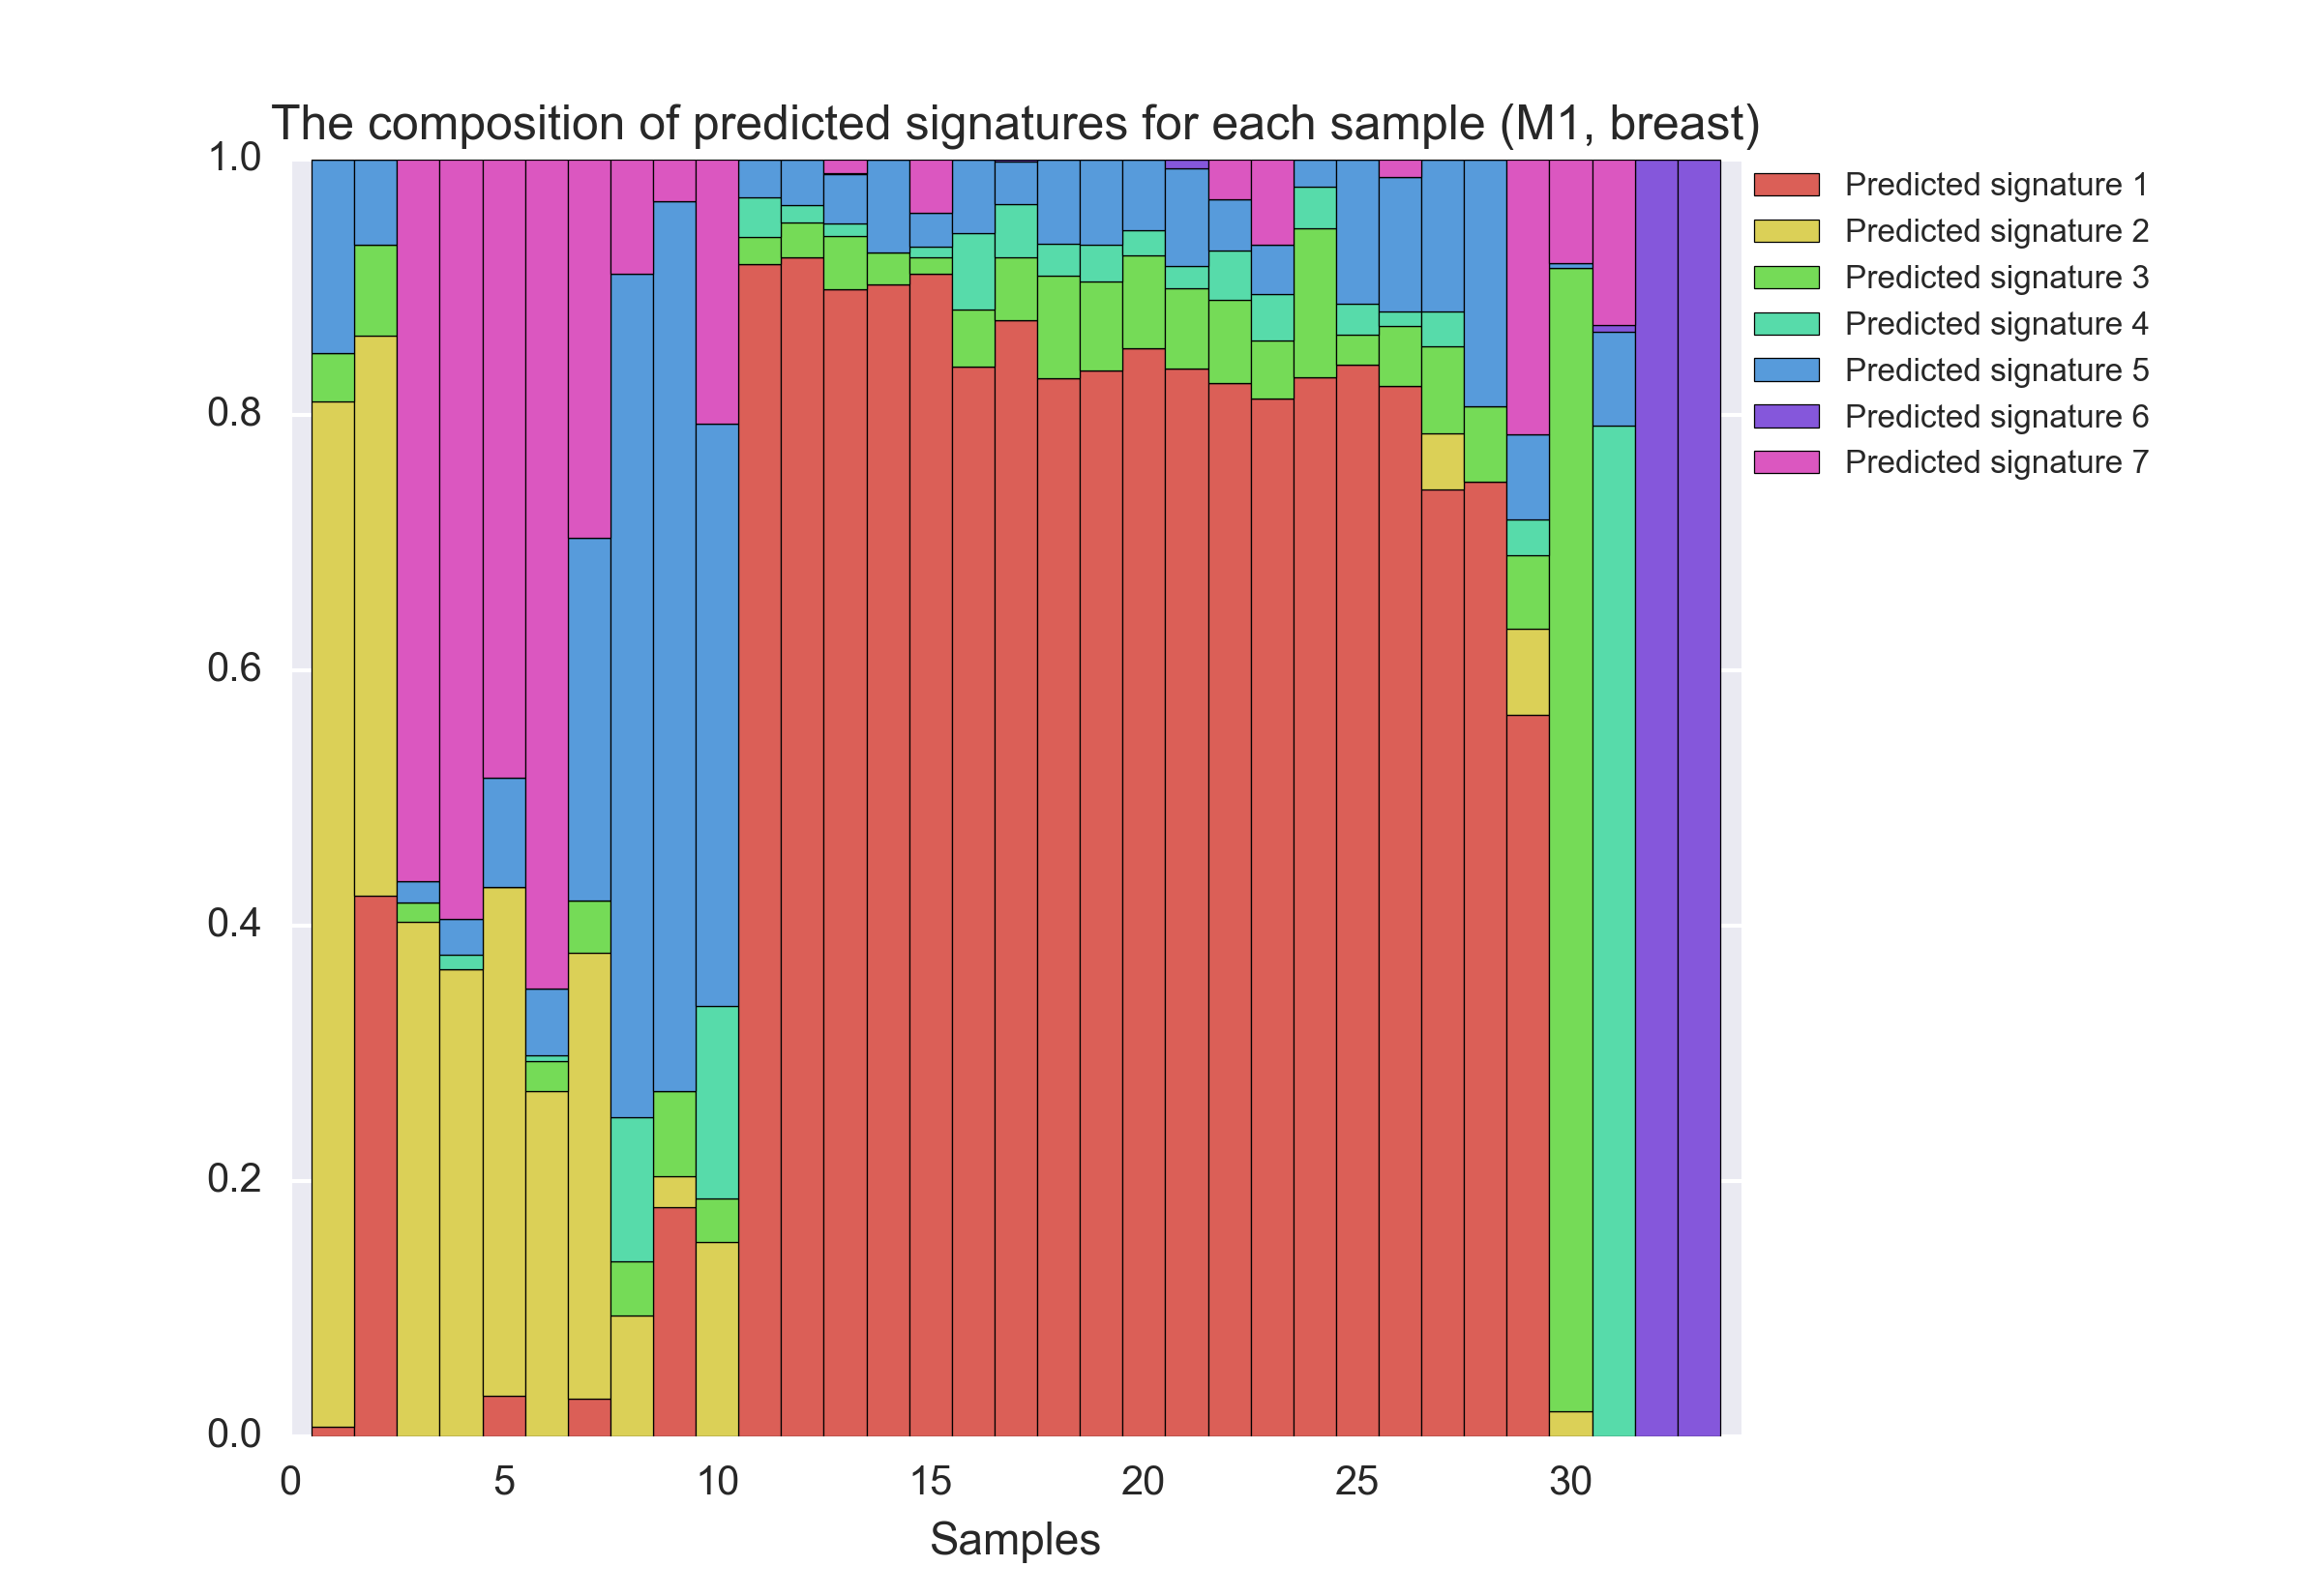 The composition of predicted signatures for each sample (M1, breast)
1.0
0.8
0.6
0.4
0.2
0.0
0 5 10 15 20 25 30
Samples
Predicted signature 1
Predicted signature 2
Predicted signature 3
Predicted signature 4
Predicted signature 5
Predicted signature 6
Predicted signature 7